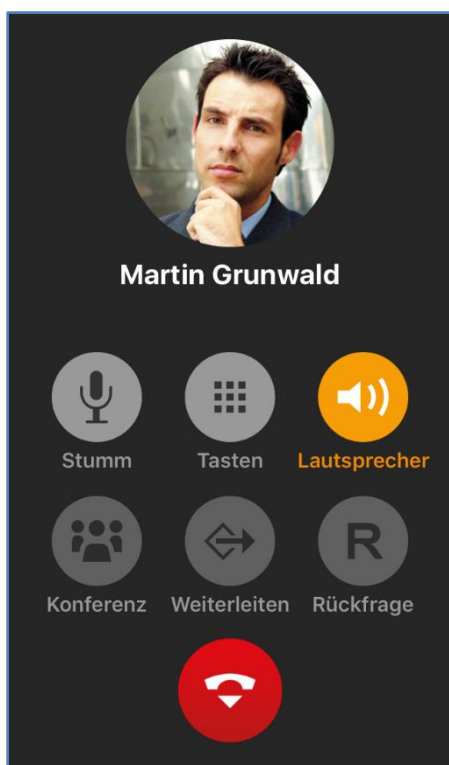 Martin Grunwald
Stumm Tasten Lautsprecher
R
Konferenz Weiterleiten Rückfrage